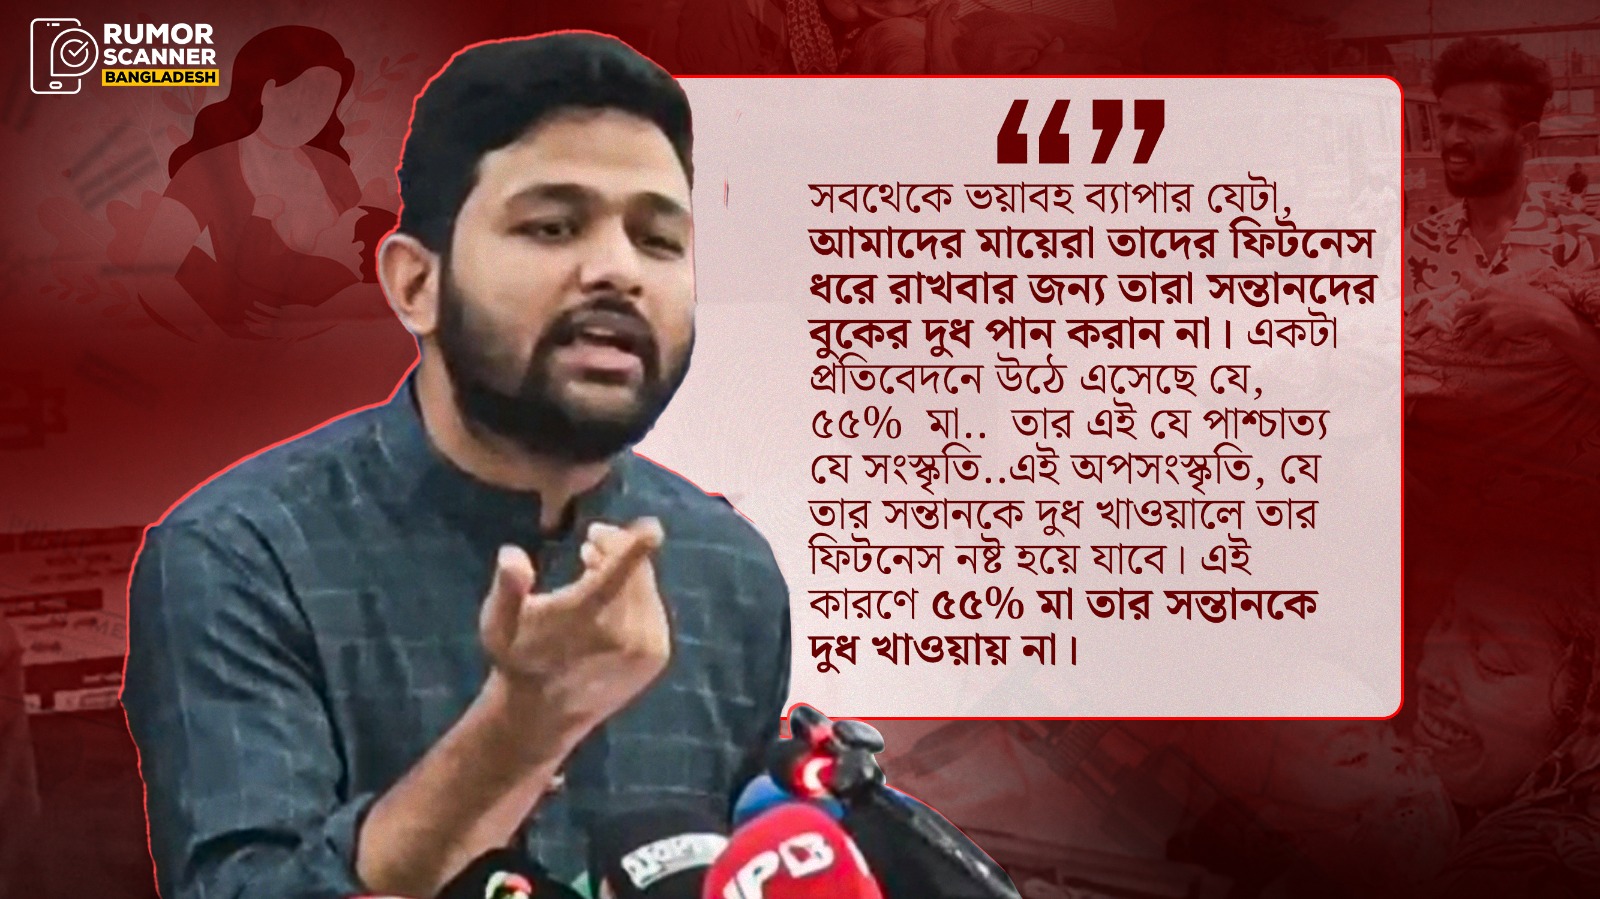 RUMOR
SCANNER
BANGLADESH
“”
সবথেকে ভয়াবহ ব্যাপার যেটা,
আমাদের মায়েরা তাদের ফিটনেস
ধরে রাখবার জন্য তারা সন্তানদের
বুকের দুধ পান করান না। একটা
প্রতিবেদনে উঠে এসেছে যে,
৫৫% মা.. তার এই যে পাশ্চাত্য
যে সংস্কৃতি..এই অপসংস্কৃতি, যে
তার সন্তানকে দুধ খাওয়ালে তার
ফিটনেস নষ্ট হয়ে যাবে। এই
কারণে ৫৫% মা তার সন্তানকে
দুধ খাওয়ায় না।